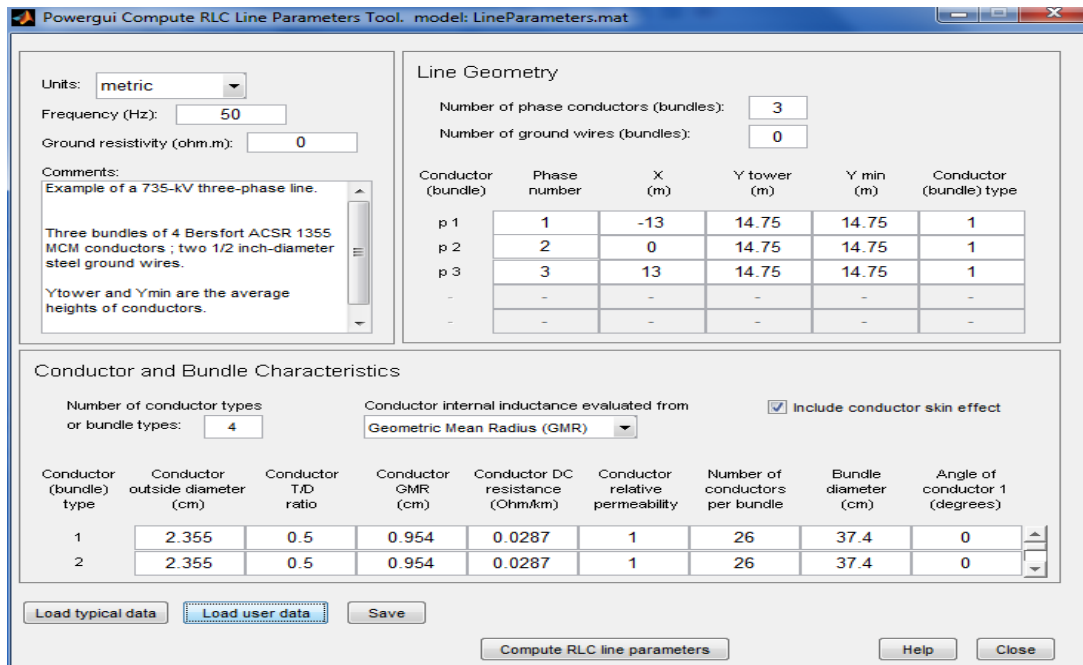 Powergui Compute RLC Line Parameters Tool. model: LineParameters.mat
Units: metric
Frequency (Hz): 50
Ground resistivity (ohm.m): 0
Comments:
Example of a 735-kV three-phase line.
Three bundles of 4 Bersfort ACSR 1355
MCM conductors ; two 1/2 inch-diameter
steel ground wires.
Ytower and Ymin are the average
heights of conductors.
Line Geometry
Number of phase conductors (bundles): 3
Number of ground wires (bundles): 0
Conductor Phase X Y tower Y min Conductor
(bundle) number (m) (m) (m) (bundle) type
p 1 1 -13 14.75 14.75 1
p 2 2 0 14.75 14.75 1
p 3 3 13 14.75 14.75 1
- - - - - -
- - - - - -
Conductor and Bundle Characteristics
Number of conductor types
or bundle types: 4
Conductor internal inductance evaluated from
Geometric Mean Radius (GMR)
Include conductor skin effect
Conductor Conductor Conductor Conductor Conductor DC Conductor Number of Bundle Angle of
(bundle) outside diameter T/D GMR resistance relative conductors diameter conductor 1
type (cm) ratio (cm) (Ohm/km) permeability per bundle (cm) (degrees)
1 2.355 0.5 0.954 0.0287 1 26 37.4 0
2 2.355 0.5 0.954 0.0287 1 26 37.4 0
Load typical data Load user data Save
Compute RLC line parameters Help Close